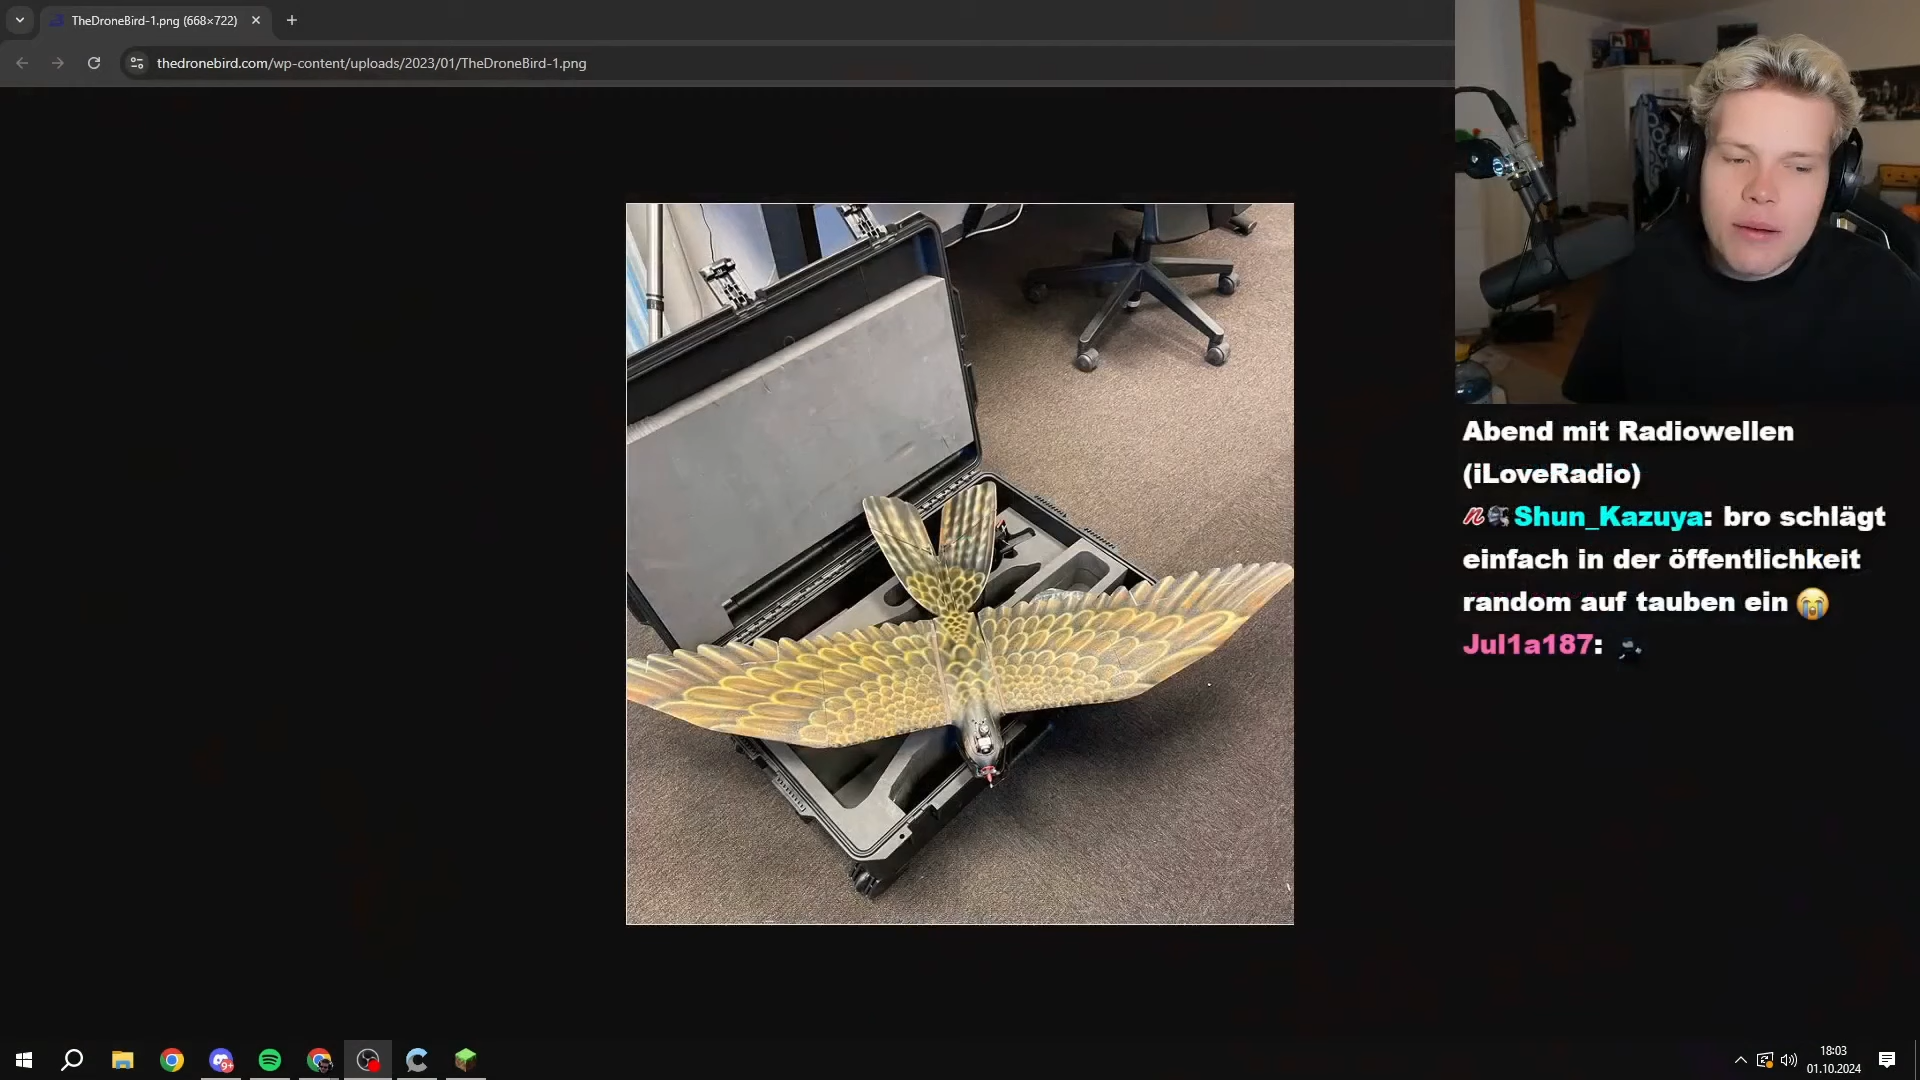 TheDroneBird-1.png (668×722)
thedronebird.com/wp-content/uploads/2023/01/TheDroneBird-1.png
Abend mit Radiowellen
(iLoveRadio)
Shun_Kazuya: bro schlägt
einfach in der öffentlichkeit
random auf tauben ein 😭
Jul1a187:
9+
18:03
01.10.2024